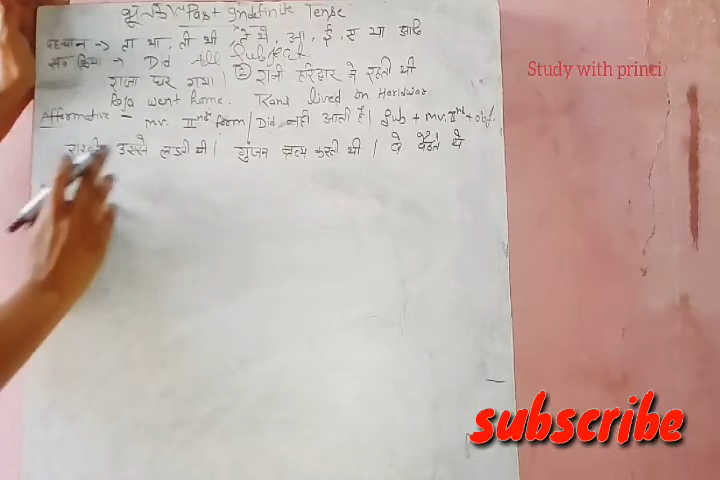 भूतकाल Past Indefinite Tense
पहचान → ता था, ती थी, ते थे, आ, ई, ए या आदि
सहा क्रिया → Did All Subject
राजा घर गया। ② रानी हरिद्वार में रहती थी
Raja went home. Rani lived on Haridwar
Affermative - mv. IInd form / Did नही आती है। Sub + mv. IInd + obj.
उससे लड़ती थी। गुंजन नृत्य करती थी। वे बैठते थे
Study with princi
subscribe